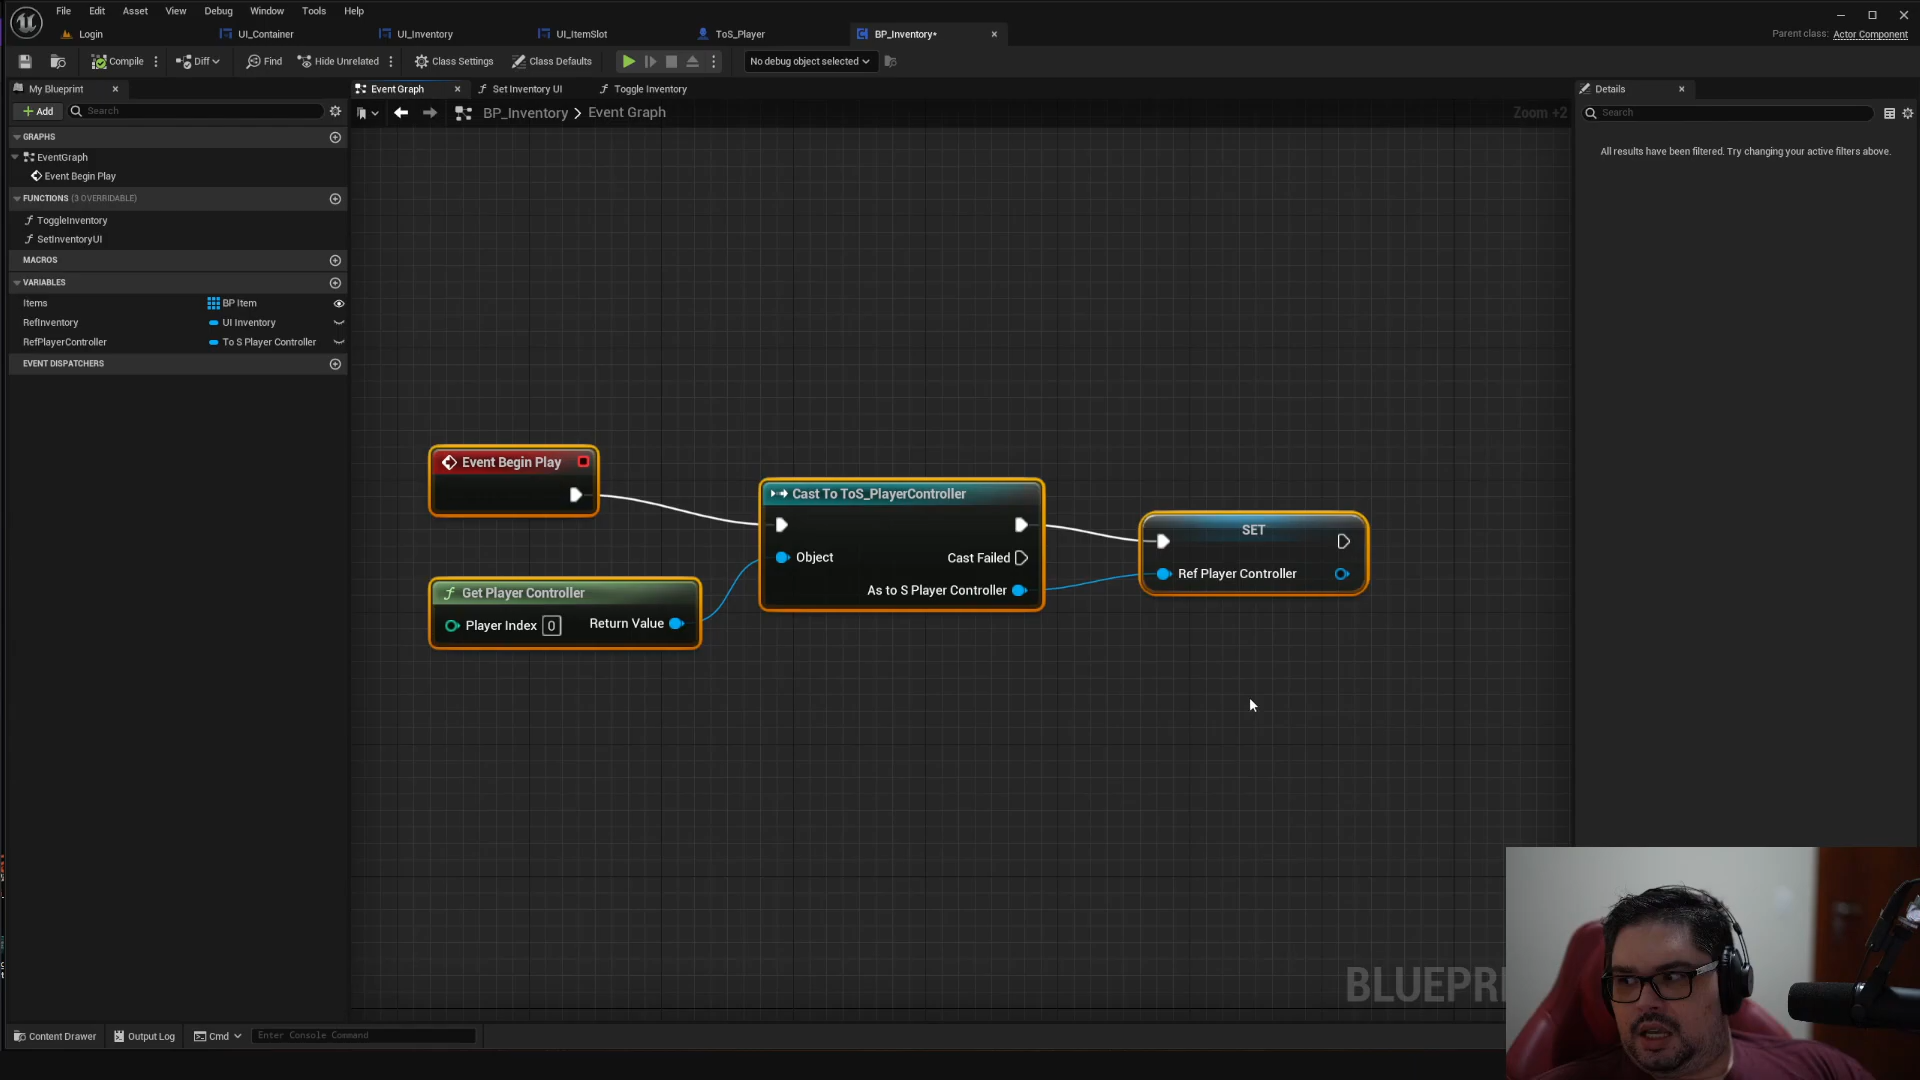 File Edit Asset View Debug Window Tools Help
Login UI_Container UI_Inventory UI_ItemSlot ToS_Player BP_Inventory*
Parent class: Actor Component
Compile Diff Find Hide Unrelated Class Settings Class Defaults No debug object selected
My Blueprint
Event Graph Set Inventory UI Toggle Inventory
Details
Add Search
BP_Inventory > Event Graph
Zoom +2
Search
GRAPHS
EventGraph
Event Begin Play
FUNCTIONS (3 OVERRIDABLE)
ToggleInventory
SetInventoryUI
MACROS
VARIABLES
Items BP Item
RefInventory UI Inventory
RefPlayerController To S Player Controller
EVENT DISPATCHERS
All results have been filtered. Try changing your active filters above.
Event Begin Play
Cast To ToS_PlayerController
Object
Cast Failed
As to S Player Controller
SET
Ref Player Controller
Get Player Controller
Player Index 0 Return Value
BLUEPRI
Content Drawer Output Log Cmd Enter Console Command